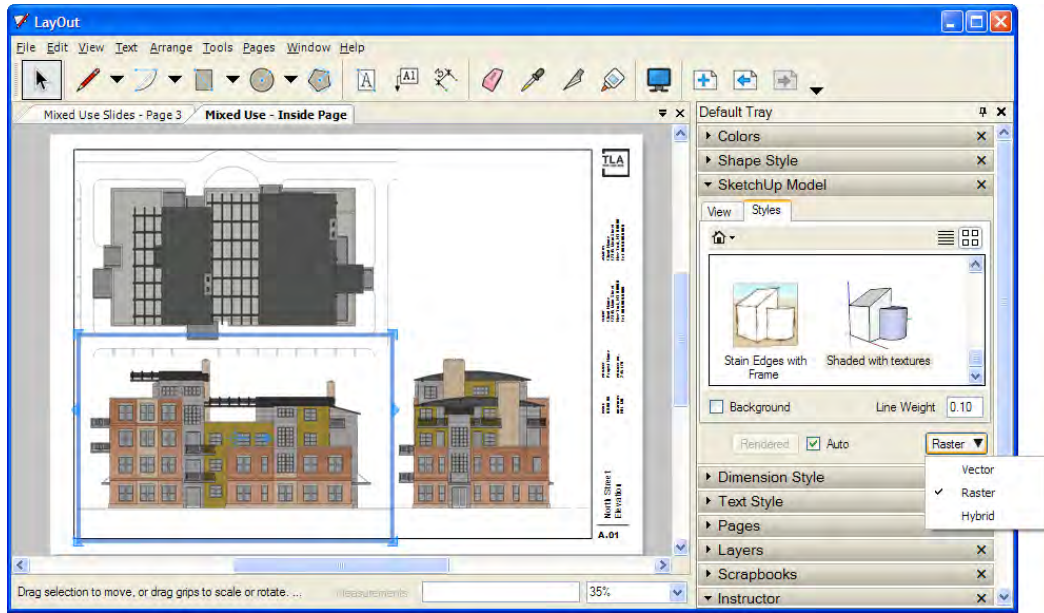 LayOut
File Edit View Text Arrange Tools Pages Window Help
A A1
Mixed Use Slides - Page 3 Mixed Use - Inside Page
Default Tray
Colors
Shape Style
SketchUp Model
View Styles
Stain Edges with
Frame
Shaded with textures
Background Line Weight 0.10
Rendered Auto Raster
Vector
Raster
Hybrid
Dimension Style
Text Style
Pages
Layers
Scrapbooks
Instructor
TLA
North Street
Elevation
A.01
Drag selection to move, or drag grips to scale or rotate. ... Measurements 35%